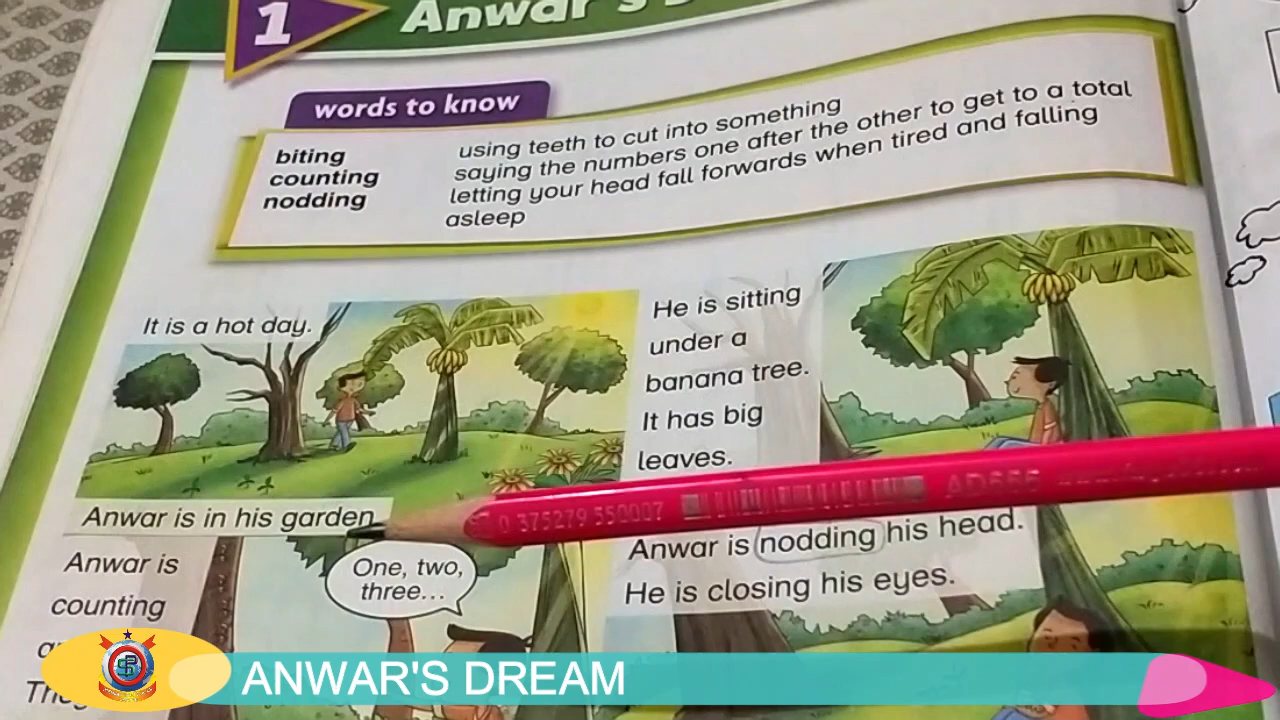 1
Anwar's
words to know
biting using teeth to cut into something
counting saying the numbers one after the other to get to a total
nodding letting your head fall forwards when tired and falling
asleep
It is a hot day.
He is sitting
under a
banana tree.
It has big
leaves.
Anwar is in his garden
Anwar is
counting
One, two,
three...
Anwar is nodding his head.
He is closing his eyes.
0 375279 550007
ANWAR'S DREAM